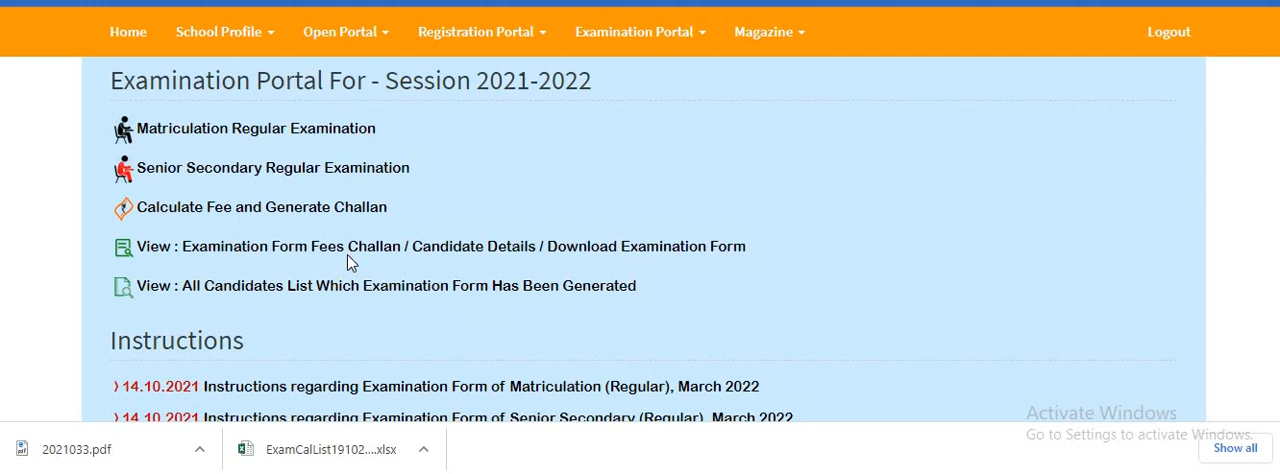 Home School Profile Open Portal Registration Portal Examination Portal Magazine Logout
Examination Portal For - Session 2021-2022
Matriculation Regular Examination
Senior Secondary Regular Examination
Calculate Fee and Generate Challan
View : Examination Form Fees Challan / Candidate Details / Download Examination Form
View : All Candidates List Which Examination Form Has Been Generated
Instructions
14.10.2021 Instructions regarding Examination Form of Matriculation (Regular), March 2022
14.10.2021 Instructions regarding Examination Form of Senior Secondary (Regular), March 2022
Activate Windows
Go to Settings to activate Windows.
2021033.pdf ExamCalList19102....xlsx Show all